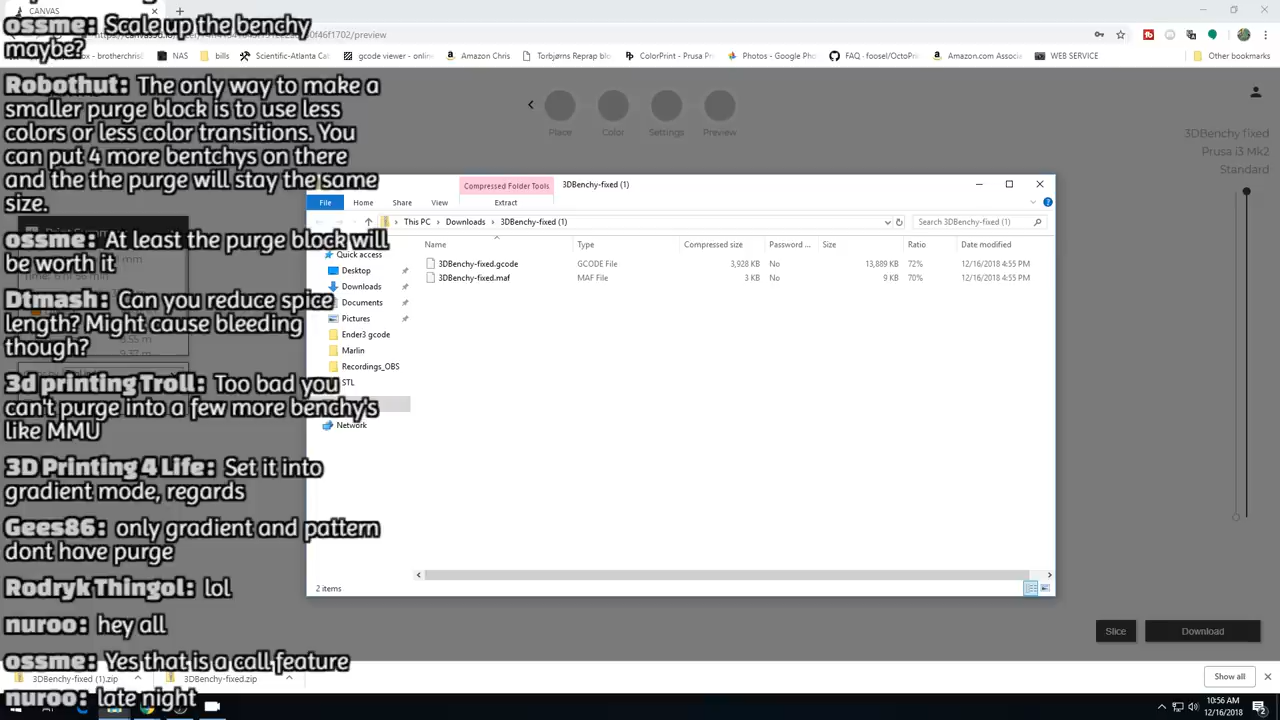 CANVAS
ossme: Scale up the benchy
maybe?
/preview
brotherchris
NAS
bills
Scientific-Atlanta Cab
gcode viewer - onlin
Amazon Chris
Torbjørns Reprap blo
ColorPrint - Prusa Pr
Photos - Google Pho
FAQ · foosel/OctoPr
Amazon.com Associa
WEB SERVICE
Other bookmarks
Robothut: The only way to make a
smaller purge block is to use less
colors or less color transitions. You
can put 4 more bentchys on there
and the the purge will stay the same
size.
ossme: At least the purge block will
be worth it
Dtmash: Can you reduce spice
length? Might cause bleeding
though?
9.55 m
9.37 m
3d printing Troll: Too bad you
can't purge into a few more benchy's
like MMU
3D Printing 4 Life: Set it into
gradient mode, regards
Gees86: only gradient and pattern
dont have purge
Rodryk Thingol: lol
nuroo: hey all
ossme: Yes that is a call feature
nuroo: late night
Place
Color
Settings
Preview
3DBenchy fixed
Prusa i3 Mk2
Standard
Compressed Folder Tools
3DBenchy-fixed (1)
File
Home
Share
View
Extract
This PC
Downloads
3DBenchy-fixed (1)
Search 3DBenchy-fixed (1)
Name
Type
Compressed size
Password ...
Size
Ratio
Date modified
3DBenchy-fixed.gcode
GCODE File
3,928 KB
No
13,889 KB
72%
12/16/2018 4:55 PM
3DBenchy-fixed.maf
MAF File
3 KB
No
9 KB
70%
12/16/2018 4:55 PM
Quick access
Desktop
Downloads
Documents
Pictures
Ender3 gcode
Marlin
Recordings_OBS
STL
Network
2 items
Slice
Download
3DBenchy-fixed (1).zip
3DBenchy-fixed.zip
Show all
10:56 AM
12/16/2018
2